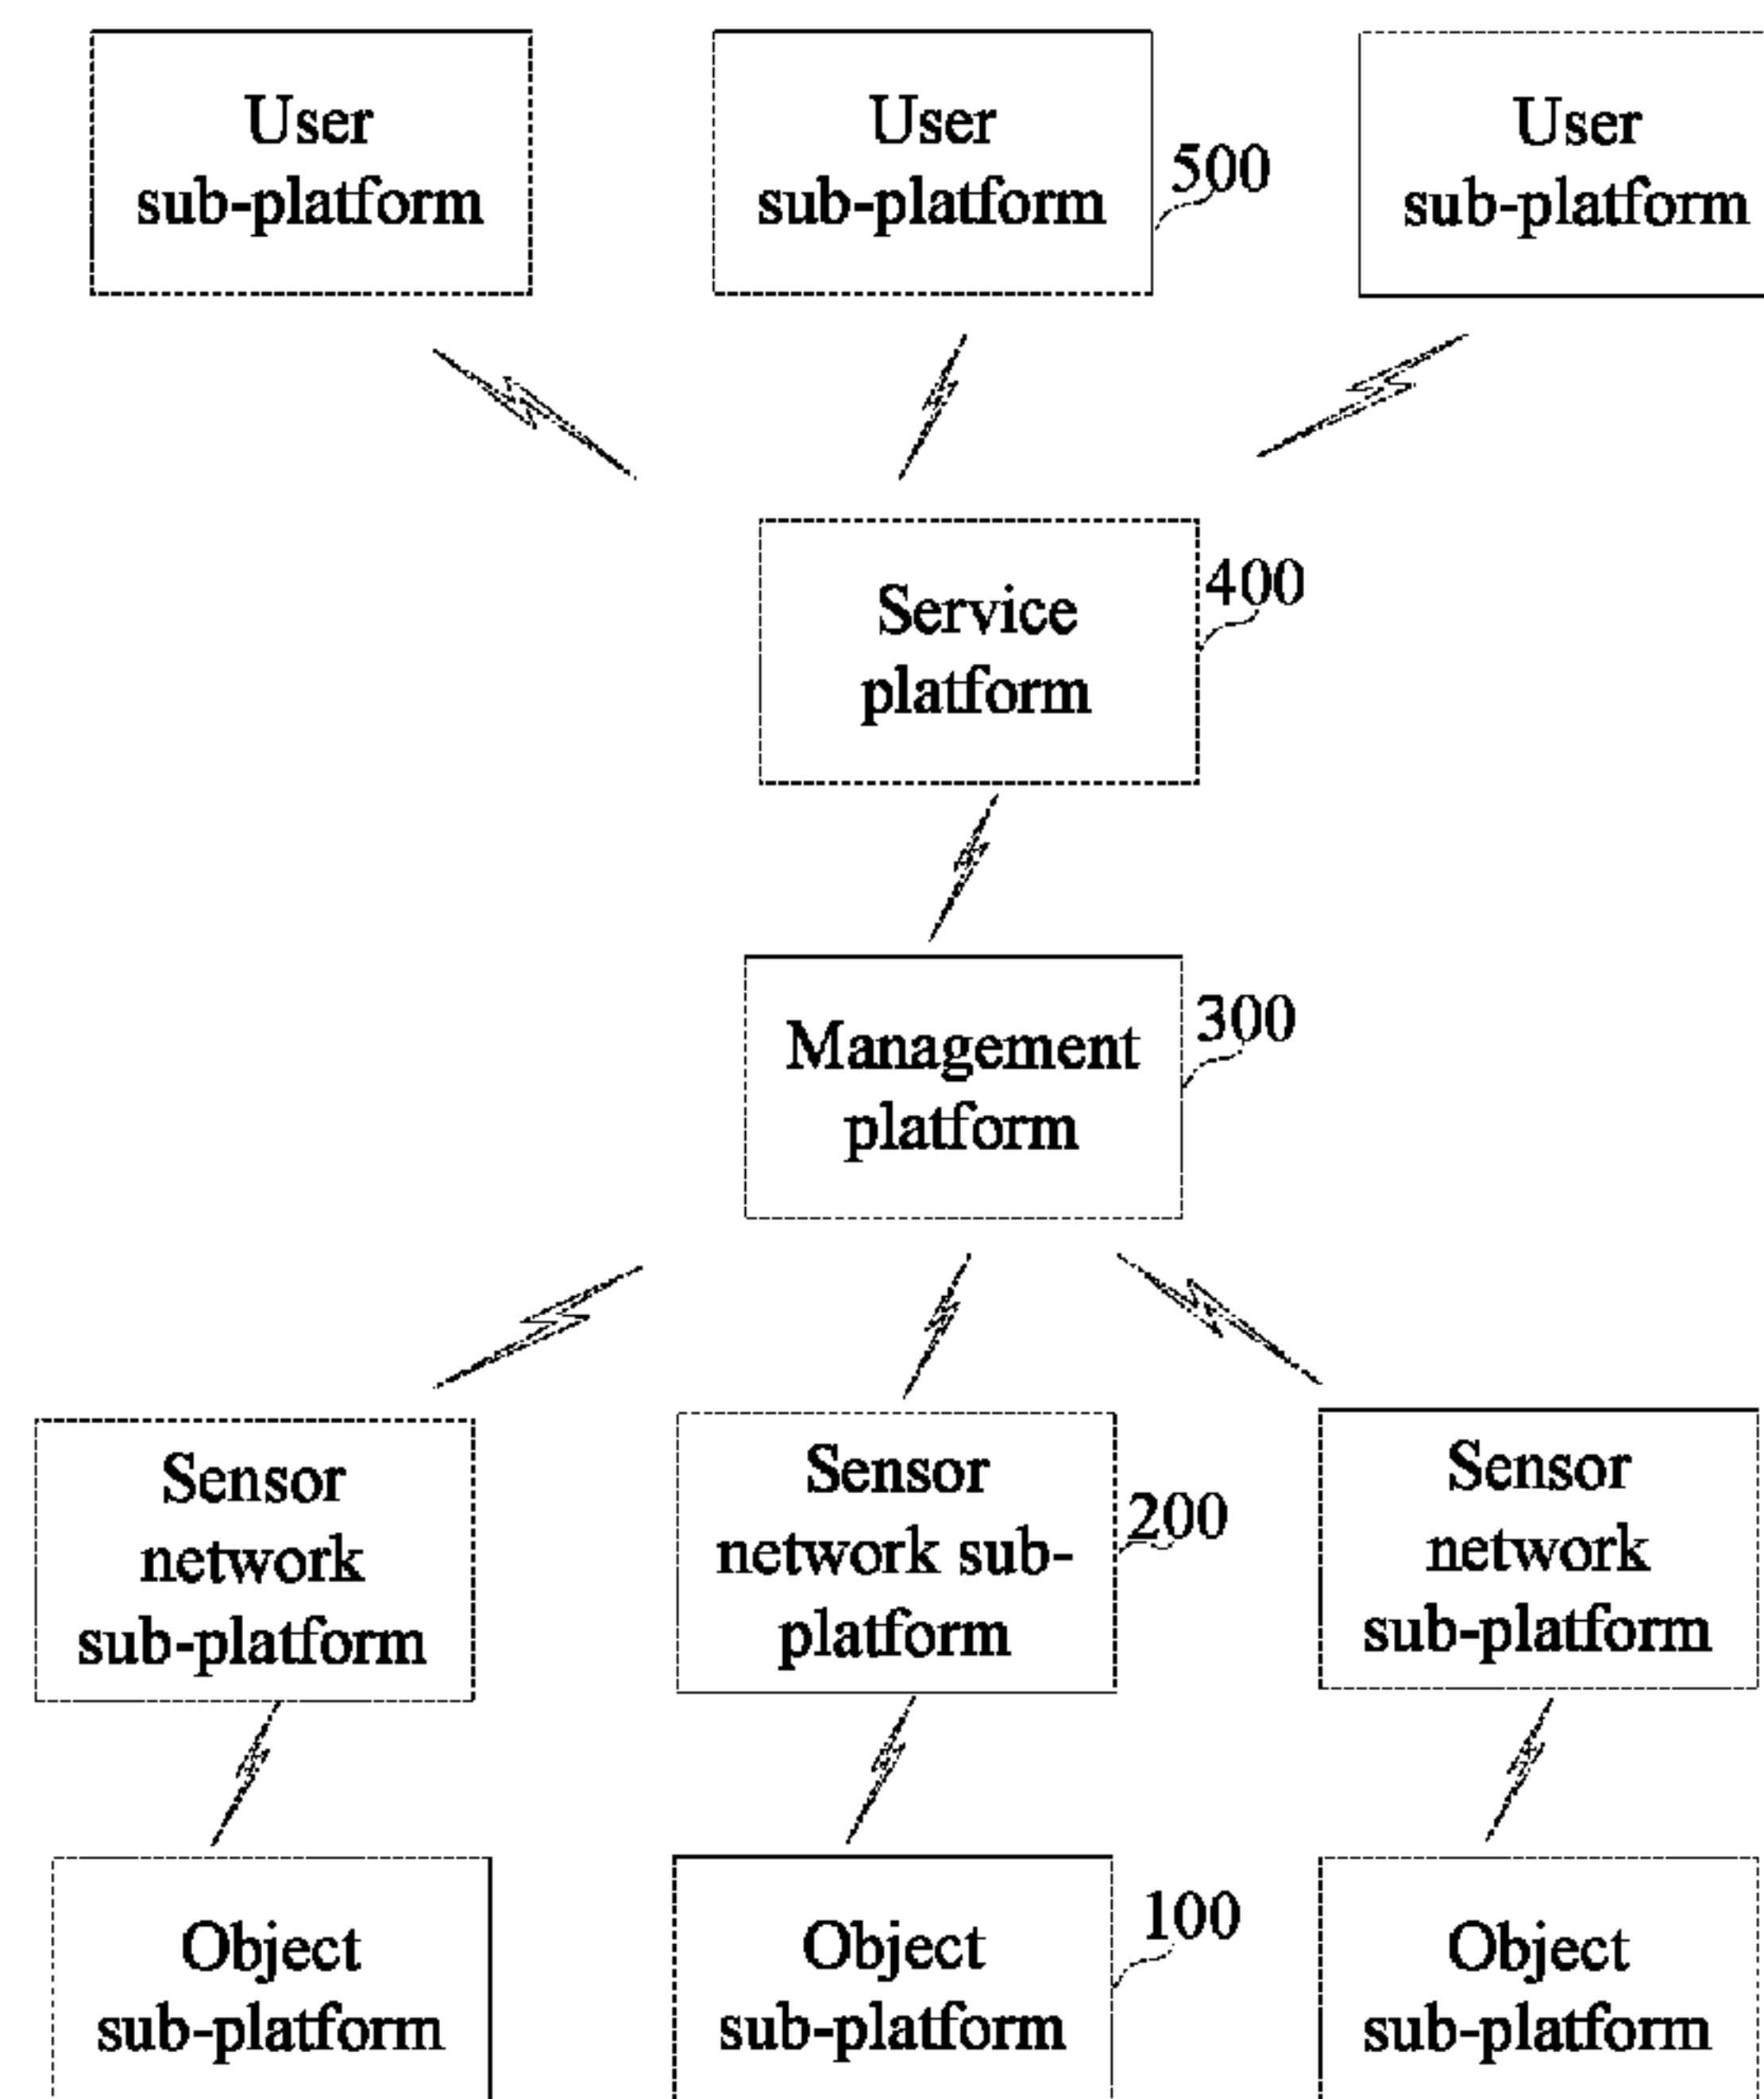 User
sub-platform
User
sub-platform
500
User
sub-platform
Service
platform
400
Management
platform
300
Sensor
network
sub-platform
Sensor
network sub-
platform
200
Sensor
network
sub-platform
Object
sub-platform
Object
sub-platform
100
Object
sub-platform